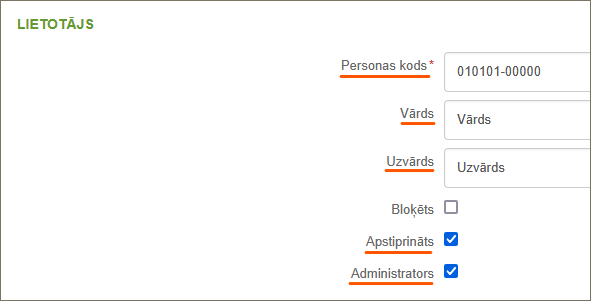 LIETOTĀJS
Personas kods* 010101-00000
Vārds Vārds
Uzvārds Uzvārds
Bloķēts
Apstiprināts
Administrators